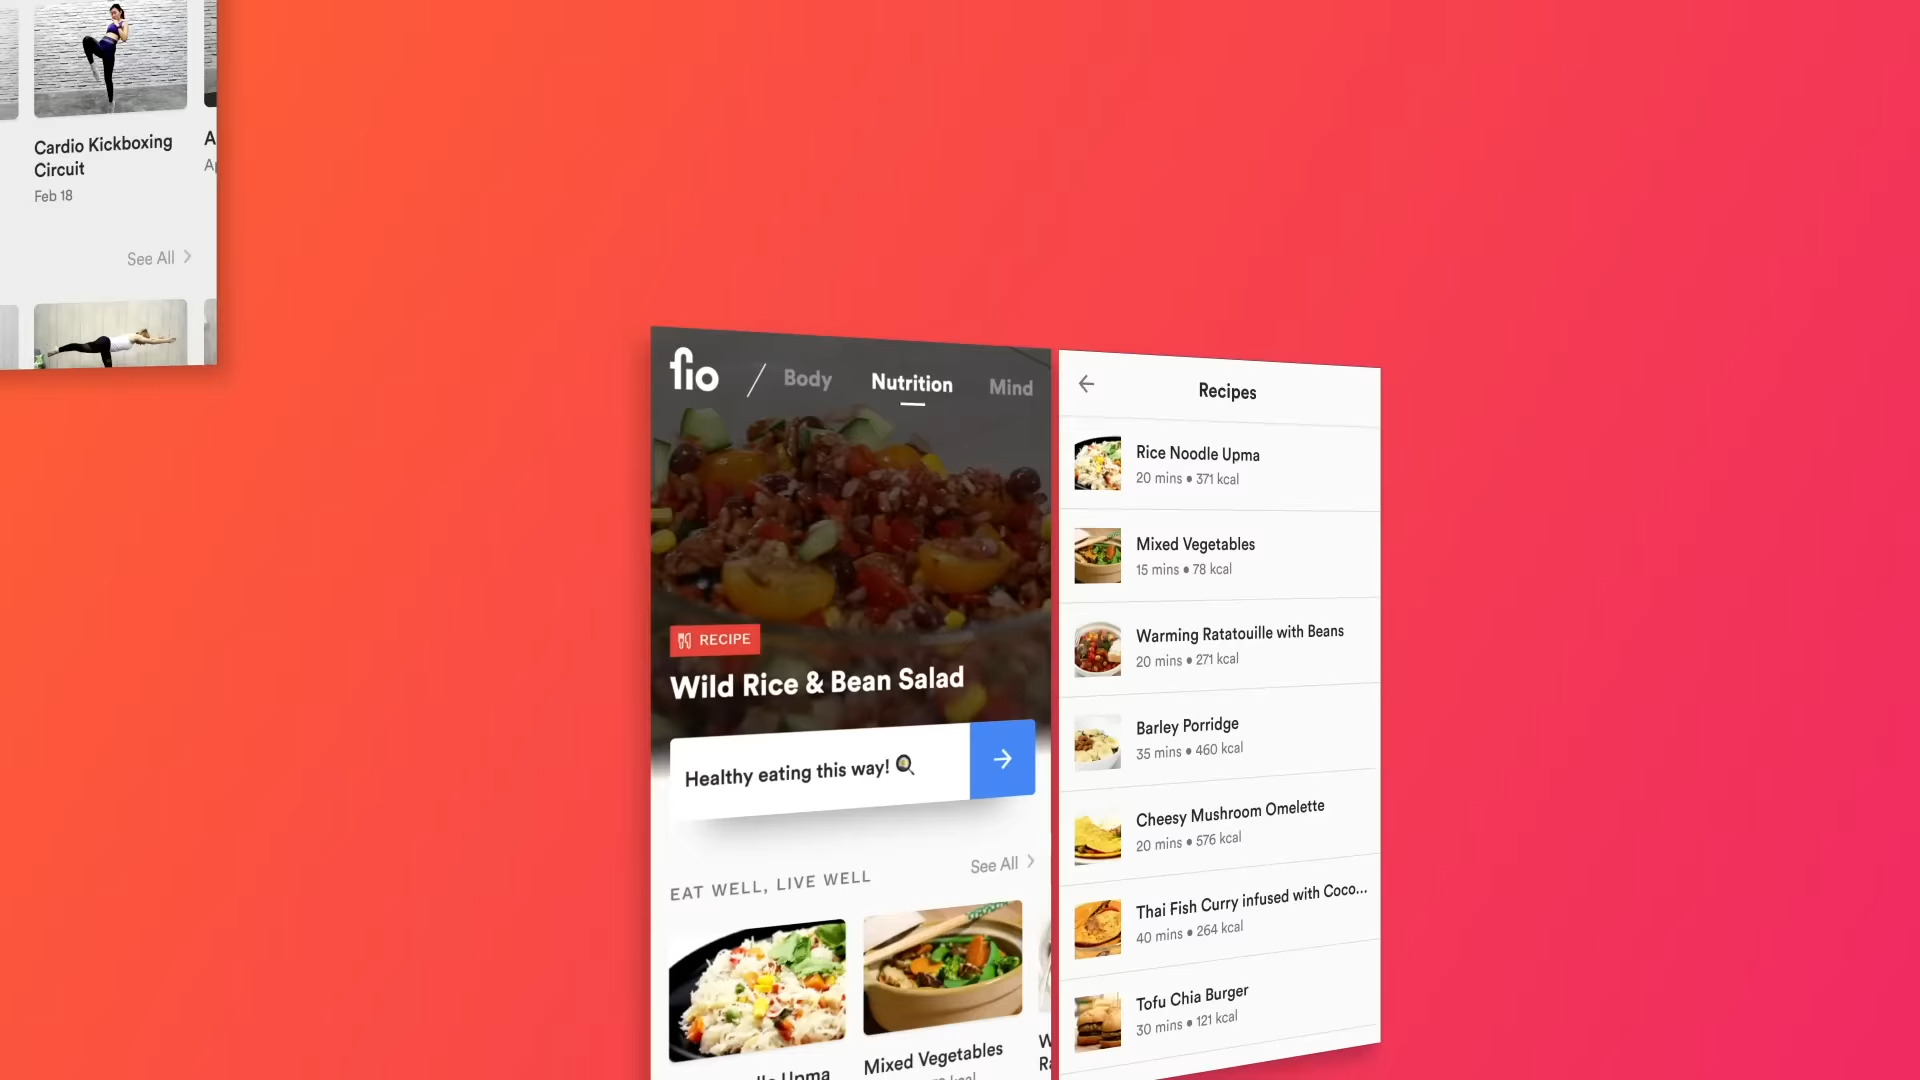 Cardio Kickboxing
Circuit
Feb 18
A
See All
fio
Body
Nutrition
Mind
RECIPE
Wild Rice & Bean Salad
Healthy eating this way!
EAT WELL, LIVE WELL
See All
Upma
Mixed Vegetables
kcal
Recipes
Rice Noodle Upma
20 mins • 371 kcal
Mixed Vegetables
15 mins • 78 kcal
Warming Ratatouille with Beans
20 mins • 271 kcal
Barley Porridge
35 mins • 460 kcal
Cheesy Mushroom Omelette
20 mins • 576 kcal
Thai Fish Curry infused with Coco...
40 mins • 264 kcal
Tofu Chia Burger
30 mins • 121 kcal